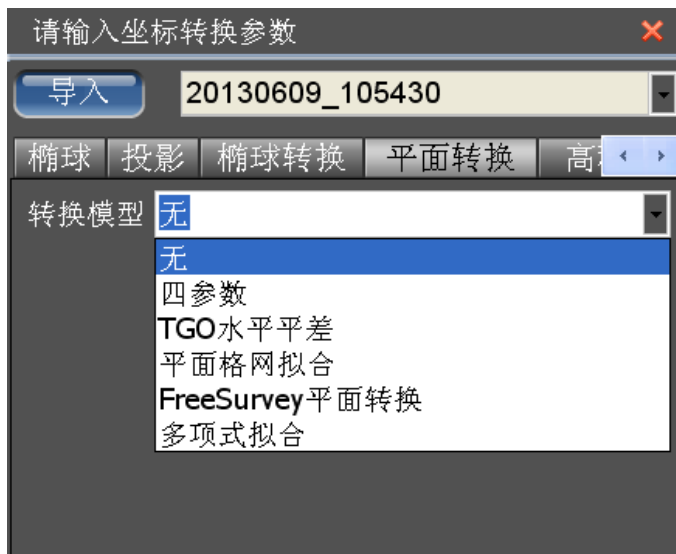 请输入坐标转换参数
导入 20130609_105430
椭球 投影 椭球转换 平面转换 高
转换模型 无
无
四参数
TGO水平平差
平面格网拟合
FreeSurvey平面转换
多项式拟合